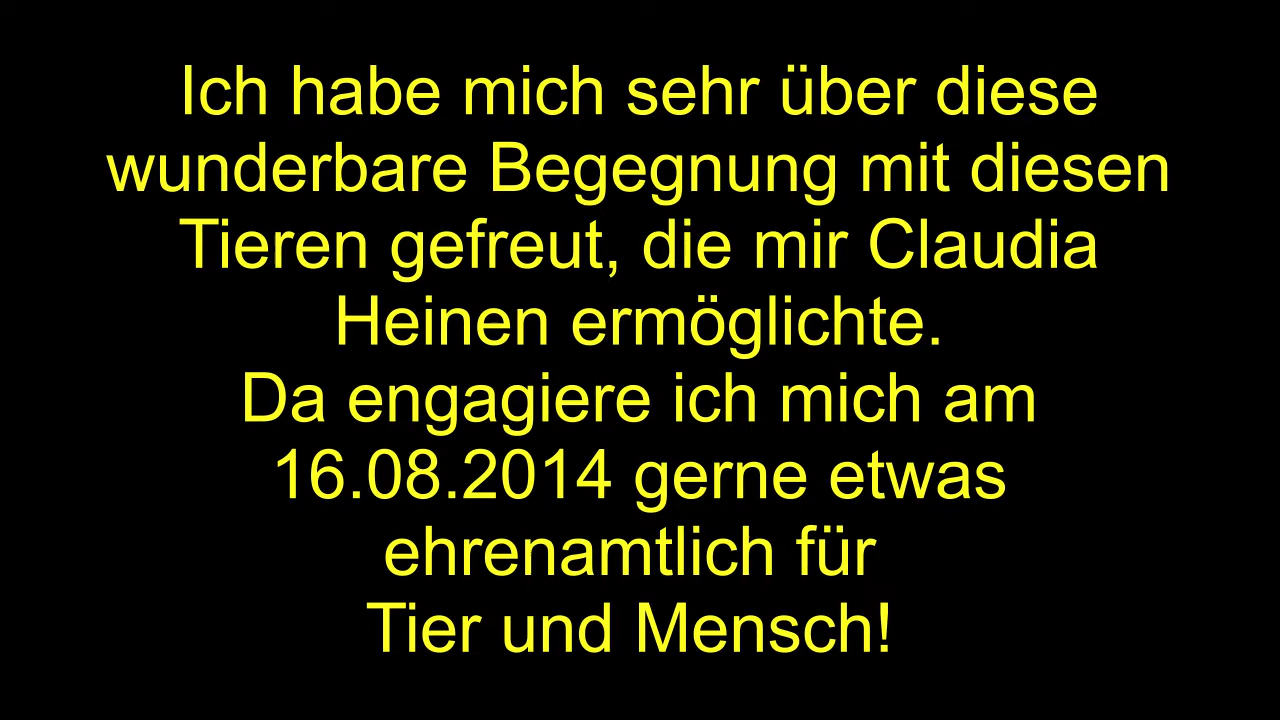 Ich habe mich sehr über diese
wunderbare Begegnung mit diesen
Tieren gefreut, die mir Claudia
Heinen ermöglichte.
Da engagiere ich mich am
16.08.2014 gerne etwas
ehrenamtlich für
Tier und Mensch!